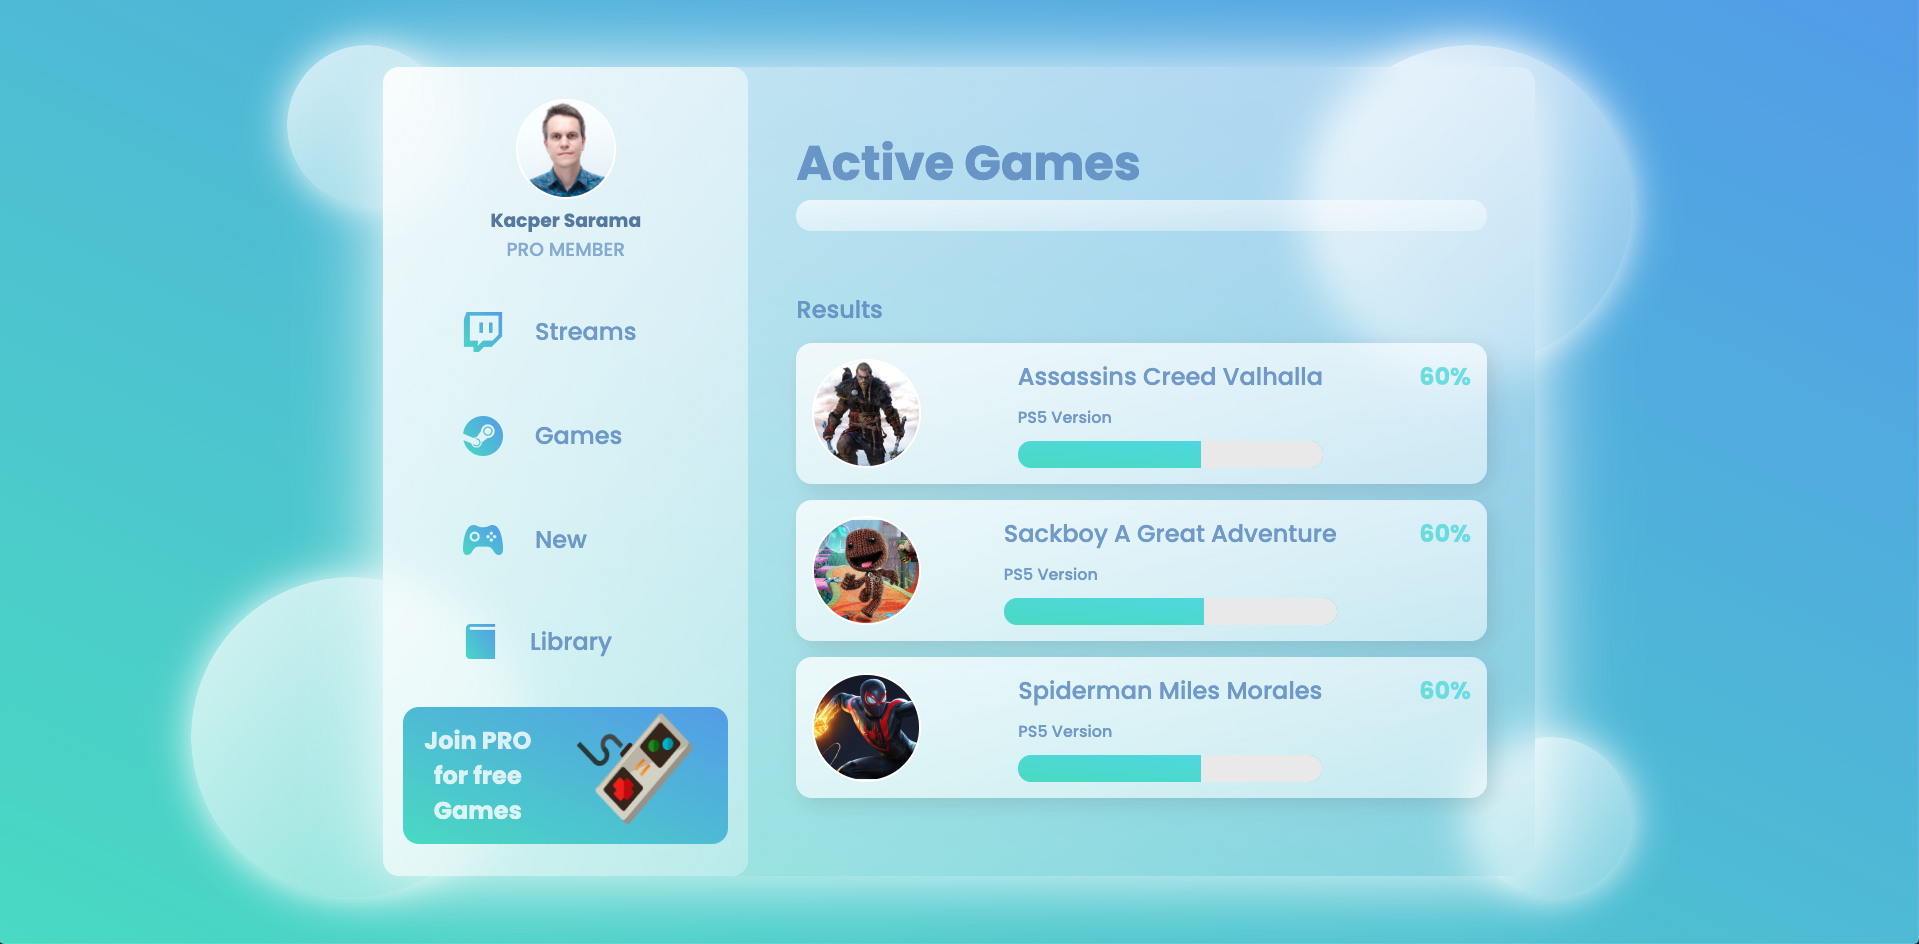 Kacper Sarama
PRO MEMBER
Streams
Games
New
Library
Join PRO
for free
Games
Active Games
Results
Assassins Creed Valhalla
60%
PS5 Version
Sackboy A Great Adventure
60%
PS5 Version
Spiderman Miles Morales
60%
PS5 Version